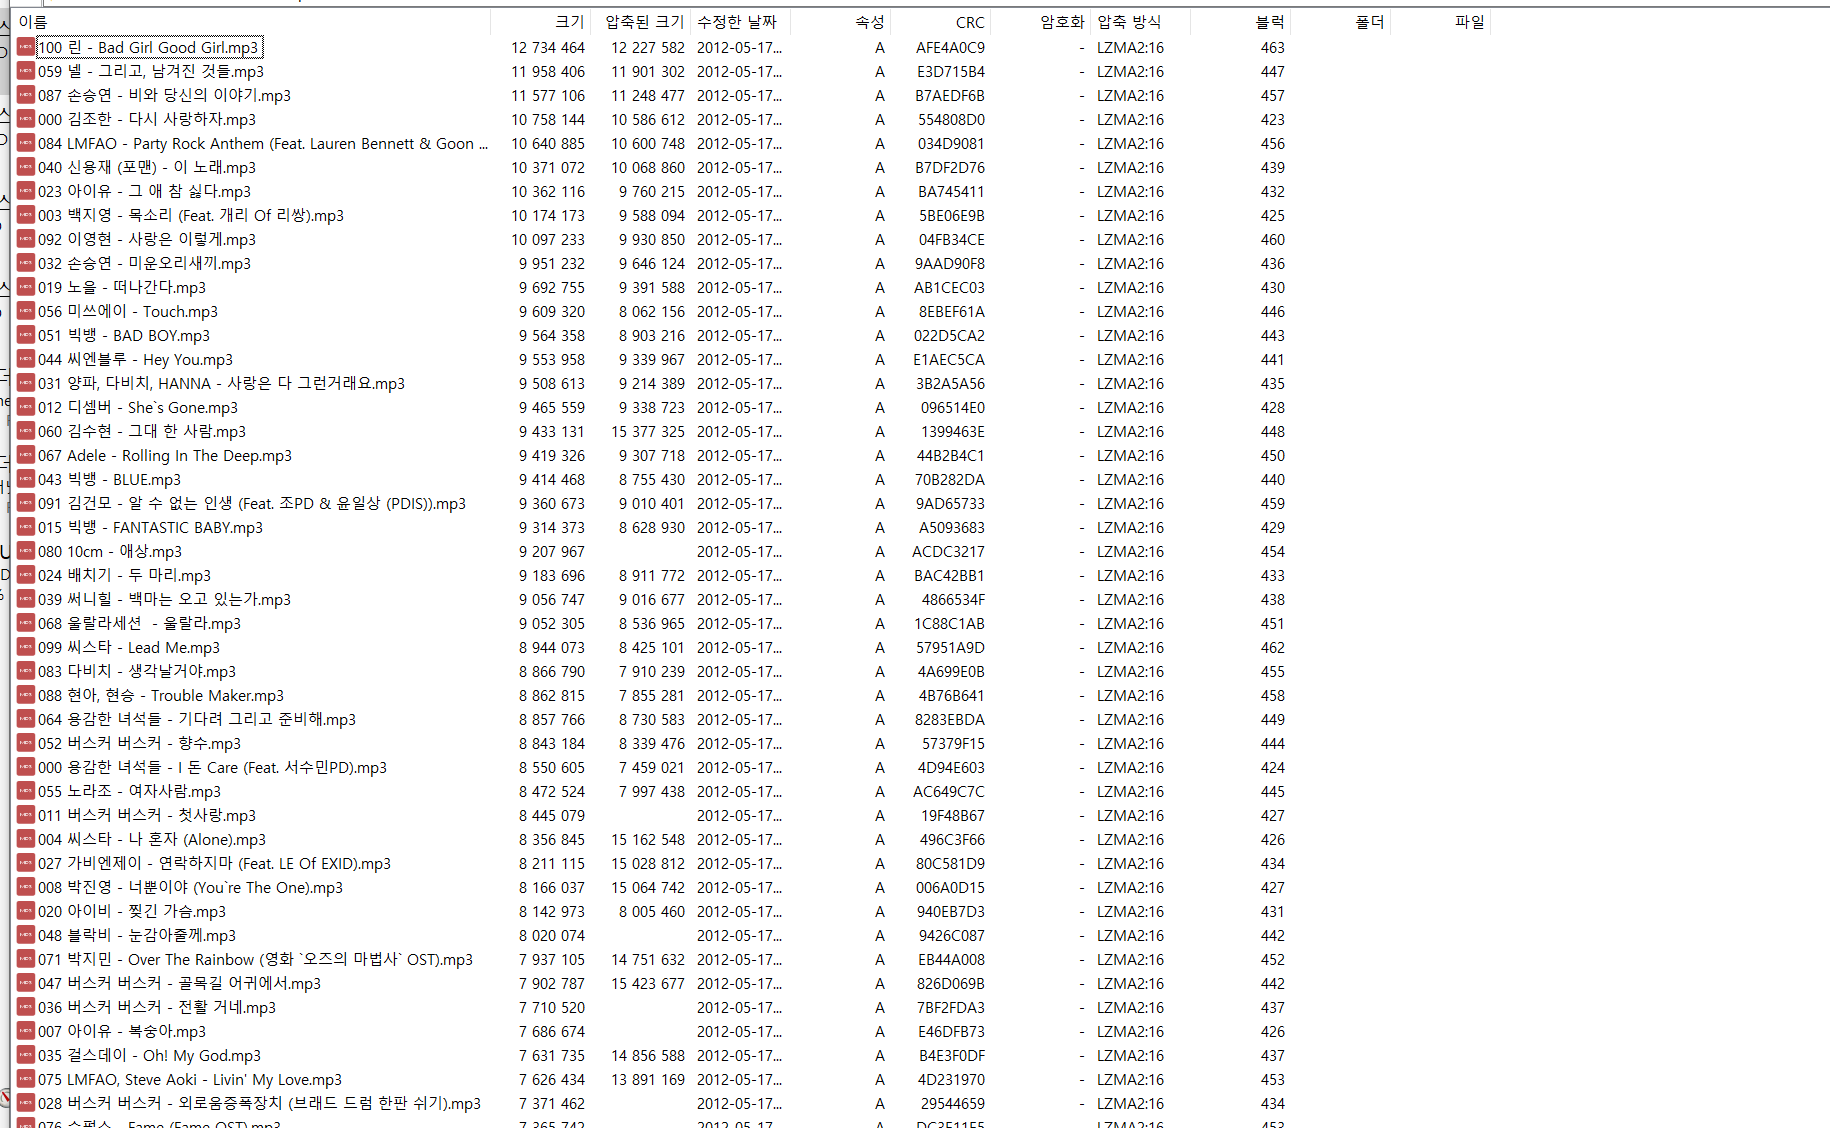 이름 크기 압축된 크기 수정한 날짜 속성 CRC 암호화 압축 방식 블럭 폴더 파일
100 린 - Bad Girl Good Girl.mp3 12 734 464 12 227 582 2012-05-17... A AFE4A0C9 - LZMA2:16 463
059 넬 - 그리고, 남겨진 것들.mp3 11 958 406 11 901 302 2012-05-17... A E3D715B4 - LZMA2:16 447
087 손승연 - 비와 당신의 이야기.mp3 11 577 106 11 248 477 2012-05-17... A B7AEDF6B - LZMA2:16 457
000 김조한 - 다시 사랑하자.mp3 10 758 144 10 586 612 2012-05-17... A 554808D0 - LZMA2:16 423
084 LMFAO - Party Rock Anthem (Feat. Lauren Bennett & Goon ... 10 640 885 10 600 748 2012-05-17... A 034D9081 - LZMA2:16 456
040 신용재 (포맨) - 이 노래.mp3 10 371 072 10 068 860 2012-05-17... A B7DF2D76 - LZMA2:16 439
023 아이유 - 그 애 참 싫다.mp3 10 362 116 9 760 215 2012-05-17... A BA745411 - LZMA2:16 432
003 백지영 - 목소리 (Feat. 개리 Of 리쌍).mp3 10 174 173 9 588 094 2012-05-17... A 5BE06E9B - LZMA2:16 425
092 이영현 - 사랑은 이렇게.mp3 10 097 233 9 930 850 2012-05-17... A 04FB34CE - LZMA2:16 460
032 손승연 - 미운오리새끼.mp3 9 951 232 9 646 124 2012-05-17... A 9AAD90F8 - LZMA2:16 436
019 노을 - 떠나간다.mp3 9 692 755 9 391 588 2012-05-17... A AB1CEC03 - LZMA2:16 430
056 미쓰에이 - Touch.mp3 9 609 320 8 062 156 2012-05-17... A 8EBEF61A - LZMA2:16 446
051 빅뱅 - BAD BOY.mp3 9 564 358 8 903 216 2012-05-17... A 022D5CA2 - LZMA2:16 443
044 씨엔블루 - Hey You.mp3 9 553 958 9 339 967 2012-05-17... A E1AEC5CA - LZMA2:16 441
031 양파, 다비치, HANNA - 사랑은 다 그런거래요.mp3 9 508 613 9 214 389 2012-05-17... A 3B2A5A56 - LZMA2:16 435
012 디셈버 - She`s Gone.mp3 9 465 559 9 338 723 2012-05-17... A 096514E0 - LZMA2:16 428
060 김수현 - 그대 한 사람.mp3 9 433 131 15 377 325 2012-05-17... A 1399463E - LZMA2:16 448
067 Adele - Rolling In The Deep.mp3 9 419 326 9 307 718 2012-05-17... A 44B2B4C1 - LZMA2:16 450
043 빅뱅 - BLUE.mp3 9 414 468 8 755 430 2012-05-17... A 70B282DA - LZMA2:16 440
091 김건모 - 알 수 없는 인생 (Feat. 조PD & 윤일상 (PDIS)).mp3 9 360 673 9 010 401 2012-05-17... A 9AD65733 - LZMA2:16 459
015 빅뱅 - FANTASTIC BABY.mp3 9 314 373 8 628 930 2012-05-17... A A5093683 - LZMA2:16 429
080 10cm - 애상.mp3 9 207 967 2012-05-17... A ACDC3217 - LZMA2:16 454
024 배치기 - 두 마리.mp3 9 183 696 8 911 772 2012-05-17... A BAC42BB1 - LZMA2:16 433
039 써니힐 - 백마는 오고 있는가.mp3 9 056 747 9 016 677 2012-05-17... A 4866534F - LZMA2:16 438
068 울랄라세션  - 울랄라.mp3 9 052 305 8 536 965 2012-05-17... A 1C88C1AB - LZMA2:16 451
099 씨스타 - Lead Me.mp3 8 944 073 8 425 101 2012-05-17... A 57951A9D - LZMA2:16 462
083 다비치 - 생각날거야.mp3 8 866 790 7 910 239 2012-05-17... A 4A699E0B - LZMA2:16 455
088 현아, 현승 - Trouble Maker.mp3 8 862 815 7 855 281 2012-05-17... A 4B76B641 - LZMA2:16 458
064 용감한 녀석들 - 기다려 그리고 준비해.mp3 8 857 766 8 730 583 2012-05-17... A 8283EBDA - LZMA2:16 449
052 버스커 버스커 - 향수.mp3 8 843 184 8 339 476 2012-05-17... A 57379F15 - LZMA2:16 444
000 용감한 녀석들 - I 돈 Care (Feat. 서수민PD).mp3 8 550 605 7 459 021 2012-05-17... A 4D94E603 - LZMA2:16 424
055 노라조 - 여자사람.mp3 8 472 524 7 997 438 2012-05-17... A AC649C7C - LZMA2:16 445
011 버스커 버스커 - 첫사랑.mp3 8 445 079 2012-05-17... A 19F48B67 - LZMA2:16 427
004 씨스타 - 나 혼자 (Alone).mp3 8 356 845 15 162 548 2012-05-17... A 496C3F66 - LZMA2:16 426
027 가비엔제이 - 연락하지마 (Feat. LE Of EXID).mp3 8 211 115 15 028 812 2012-05-17... A 80C581D9 - LZMA2:16 434
008 박진영 - 너뿐이야 (You`re The One).mp3 8 166 037 15 064 742 2012-05-17... A 006A0D15 - LZMA2:16 427
020 아이비 - 찢긴 가슴.mp3 8 142 973 8 005 460 2012-05-17... A 940EB7D3 - LZMA2:16 431
048 블락비 - 눈감아줄께.mp3 8 020 074 2012-05-17... A 9426C087 - LZMA2:16 442
071 박지민 - Over The Rainbow (영화 `오즈의 마법사` OST).mp3 7 937 105 14 751 632 2012-05-17... A EB44A008 - LZMA2:16 452
047 버스커 버스커 - 골목길 어귀에서.mp3 7 902 787 15 423 677 2012-05-17... A 826D069B - LZMA2:16 442
036 버스커 버스커 - 전활 거네.mp3 7 710 520 2012-05-17... A 7BF2FDA3 - LZMA2:16 437
007 아이유 - 복숭아.mp3 7 686 674 2012-05-17... A E46DFB73 - LZMA2:16 426
035 걸스데이 - Oh! My God.mp3 7 631 735 14 856 588 2012-05-17... A B4E3F0DF - LZMA2:16 437
075 LMFAO, Steve Aoki - Livin' My Love.mp3 7 626 434 13 891 169 2012-05-17... A 4D231970 - LZMA2:16 453
028 버스커 버스커 - 외로움증폭장치 (브래드 드럼 한판 쉬기).mp3 7 371 462 2012-05-17... A 29544659 - LZMA2:16 434
076 - Fame (Fame OST).mp3 7 365 742 2012-05-17 A DC3F11F5 - LZMA2:16 453